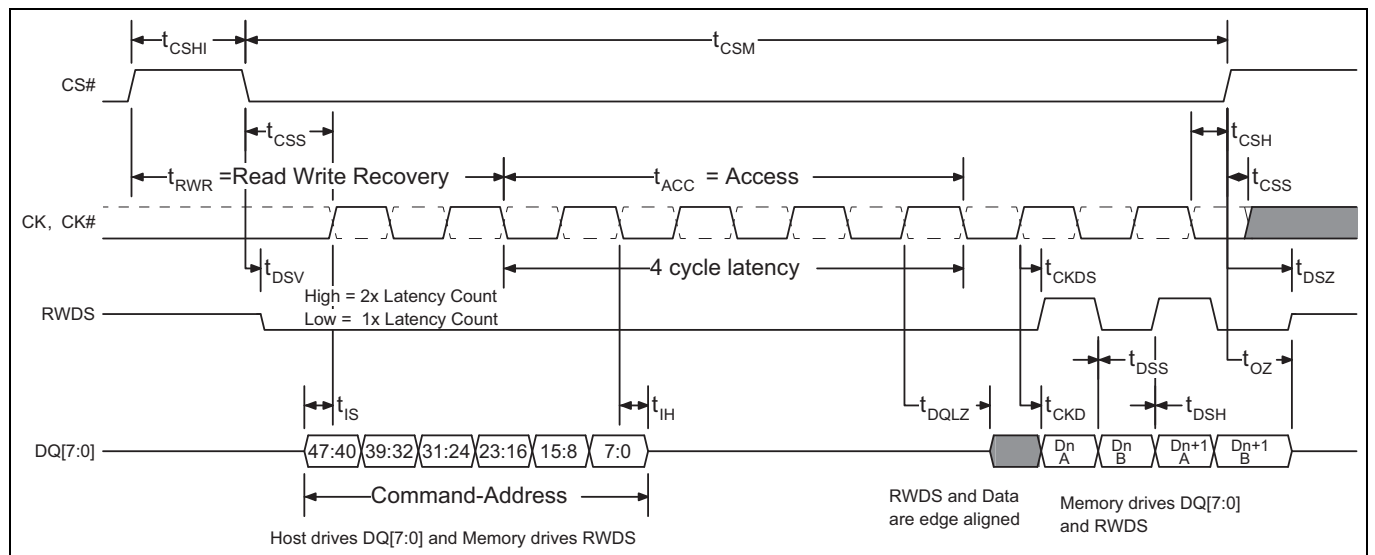 tCSHI
tCSM
CS#
tCSS
tCSH
tRWR =Read Write Recovery
tACC = Access
tCSS
CK, CK#
4 cycle latency
tDSV
tCKDS
tDSZ
High = 2x Latency Count
Low = 1x Latency Count
RWDS
tDSS
tOZ
tIS
tIH
tDQLZ
tCKD
tDSH
DQ[7:0]
47:40 39:32 31:24 23:16 15:8 7:0
Dn A
Dn B
Dn+1 A
Dn+1 B
Command-Address
RWDS and Data
are edge aligned
Memory drives DQ[7:0]
and RWDS
Host drives DQ[7:0] and Memory drives RWDS